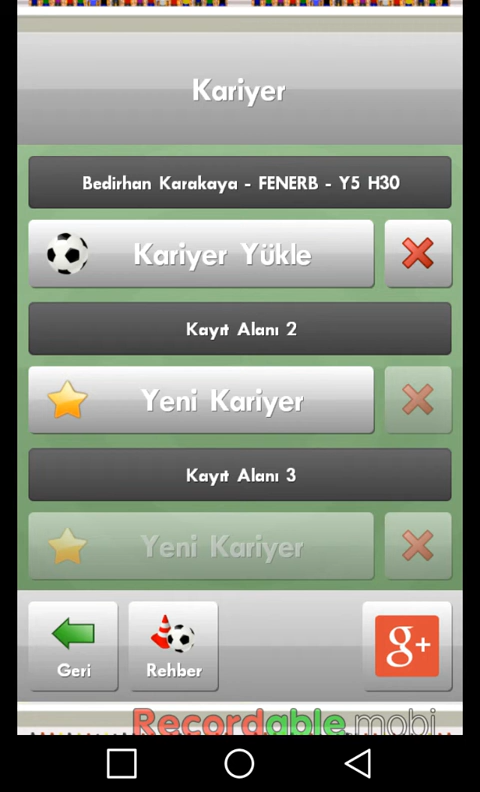 Kariyer
Bedirhan Karakaya - FENERB - Y5 H30
Kariyer Yükle
Kayıt Alanı 2
Yeni Kariyer
Kayıt Alanı 3
Yeni Kariyer
Geri
Rehber
g+
Recordable.mobi